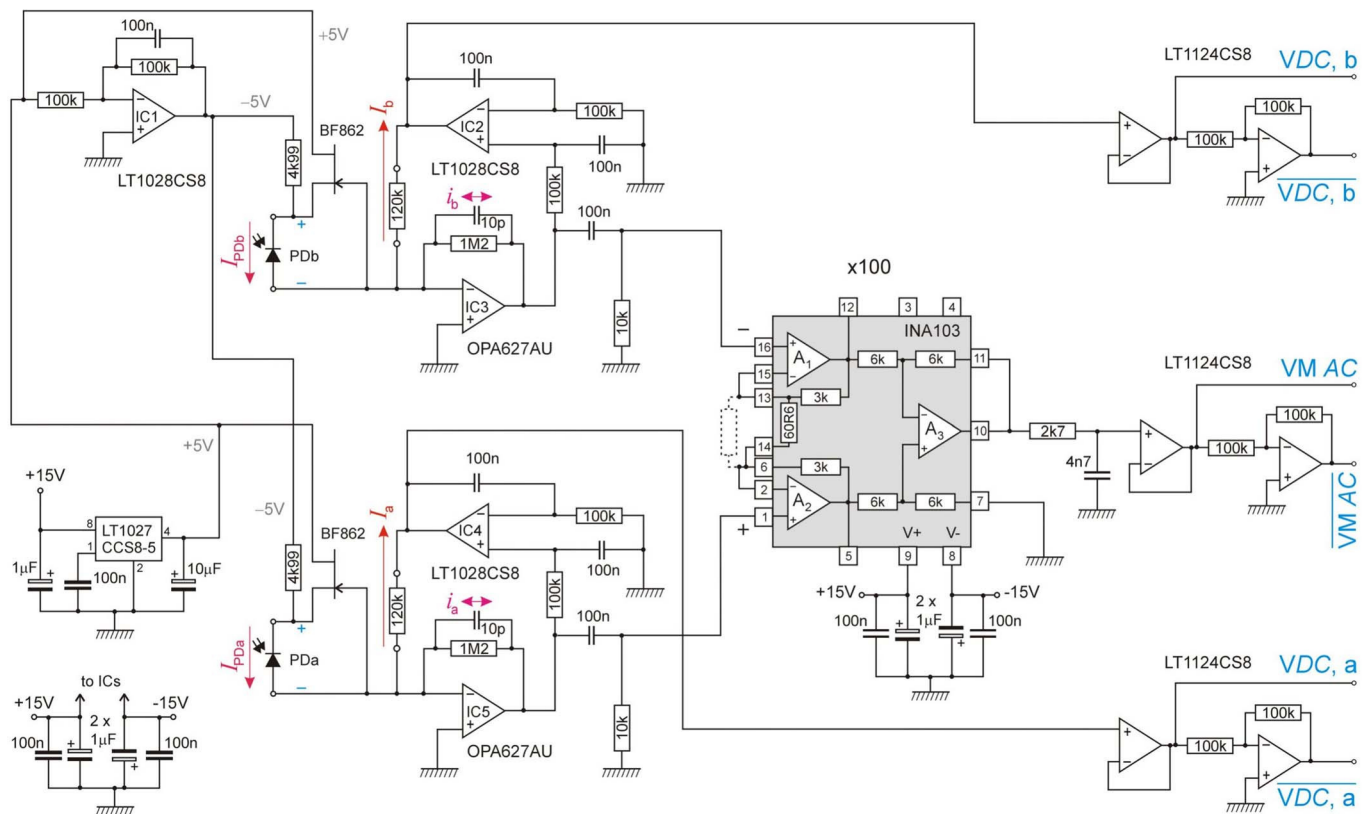 100n
100k
100k
−
+
IC1
LT1028CS8
+5V
−5V
4k99
BF862
I_PDb
+
PDb
−
I_b
120k
100n
−
+
IC2
100k
100n
LT1028CS8
100k
i_b
10p
1M2
100n
−
+
IC3
OPA627AU
10k
LT1124CS8
+
−
100k
100k
−
+
VDC, b
VDC, b
x100
INA103
12
3
4
−
16
15
13
14
6
2
1
+
+
A1
−
−
A2
+
3k
60R6
3k
6k
6k
6k
6k
−
A3
+
11
10
7
5
V+
9
V-
8
+15V
-15V
100n
2 x
1µF
+
+
100n
2k7
4n7
LT1124CS8
+
−
100k
100k
−
+
VM AC
VM AC
+5V
+15V
8
LT1027
CCS8-5
4
1
2
1µF
+
100n
10µF
+
−5V
4k99
BF862
I_PDa
+
PDa
−
I_a
120k
100n
−
+
IC4
100k
100n
LT1028CS8
100k
i_a
10p
1M2
100n
−
+
IC5
OPA627AU
10k
to ICs
+15V
-15V
100n
2 x
1µF
+
+
100n
LT1124CS8
+
−
100k
100k
−
+
VDC, a
VDC, a